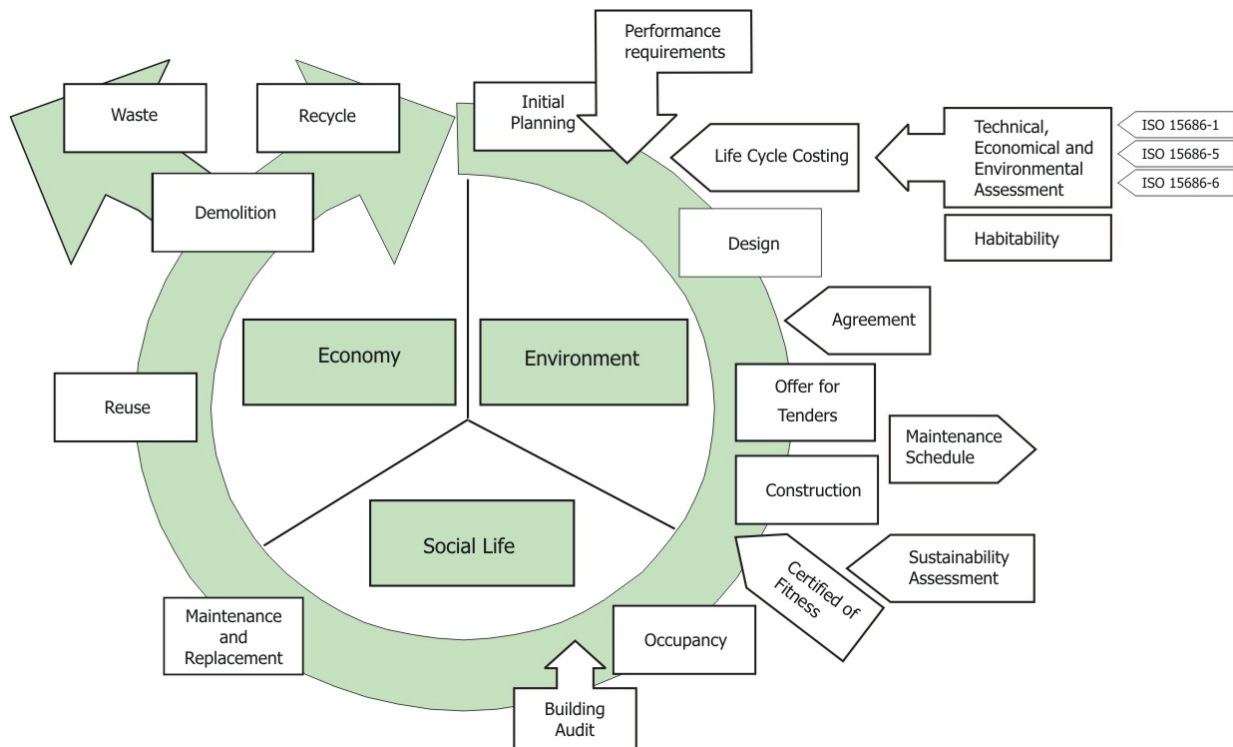 Performance
requirements
Waste
Recycle
Initial
Planning
Life Cycle Costing
Technical,
Economical and
Environmental
Assessment
ISO 15686-1
ISO 15686-5
ISO 15686-6
Demolition
Design
Habitability
Agreement
Economy
Environment
Reuse
Offer for
Tenders
Maintenance
Schedule
Construction
Social Life
Certified of
Fitness
Sustainability
Assessment
Maintenance
and
Replacement
Occupancy
Building
Audit